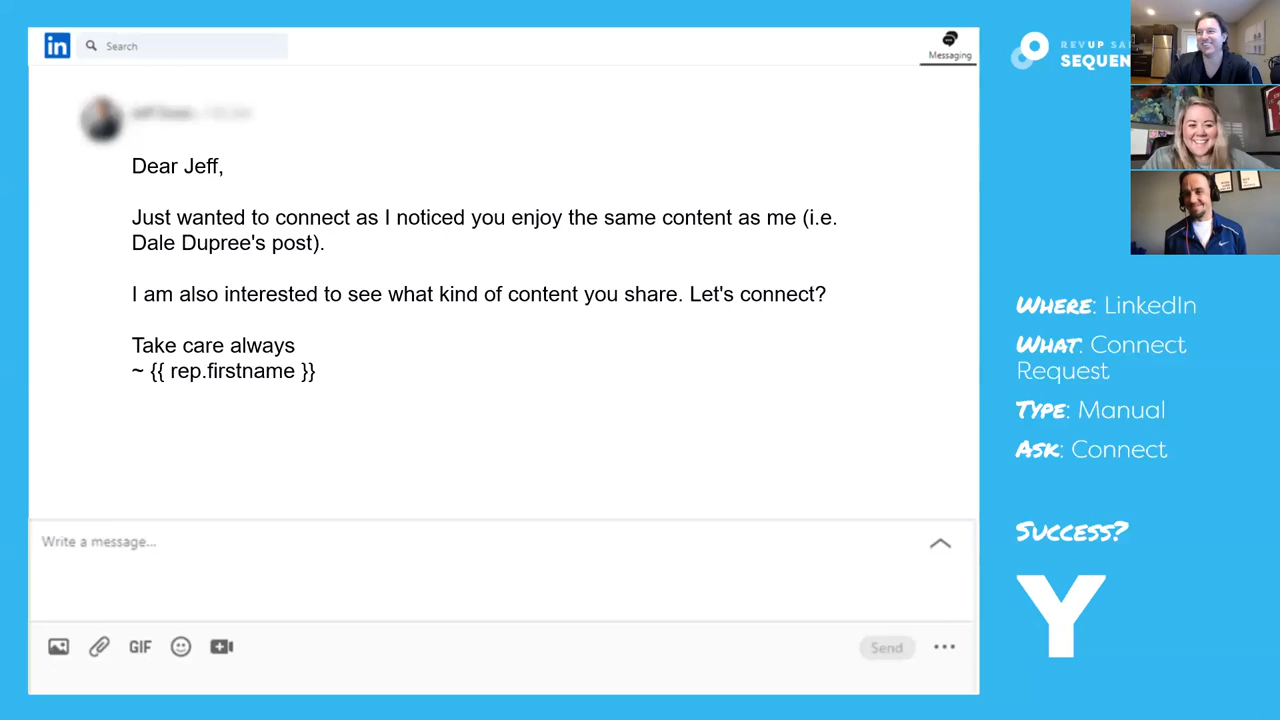 in
Search
Messaging
REVUP
SEQUEN
Dear Jeff,
Just wanted to connect as I noticed you enjoy the same content as me (i.e.
Dale Dupree's post).
I am also interested to see what kind of content you share. Let's connect?
Take care always
~ {{ rep.firstname }}
WHERE: LinkedIn
WHAT: Connect
Request
TYPE: Manual
ASK: Connect
SUCCESS?
Y
Write a message...
GIF
Send